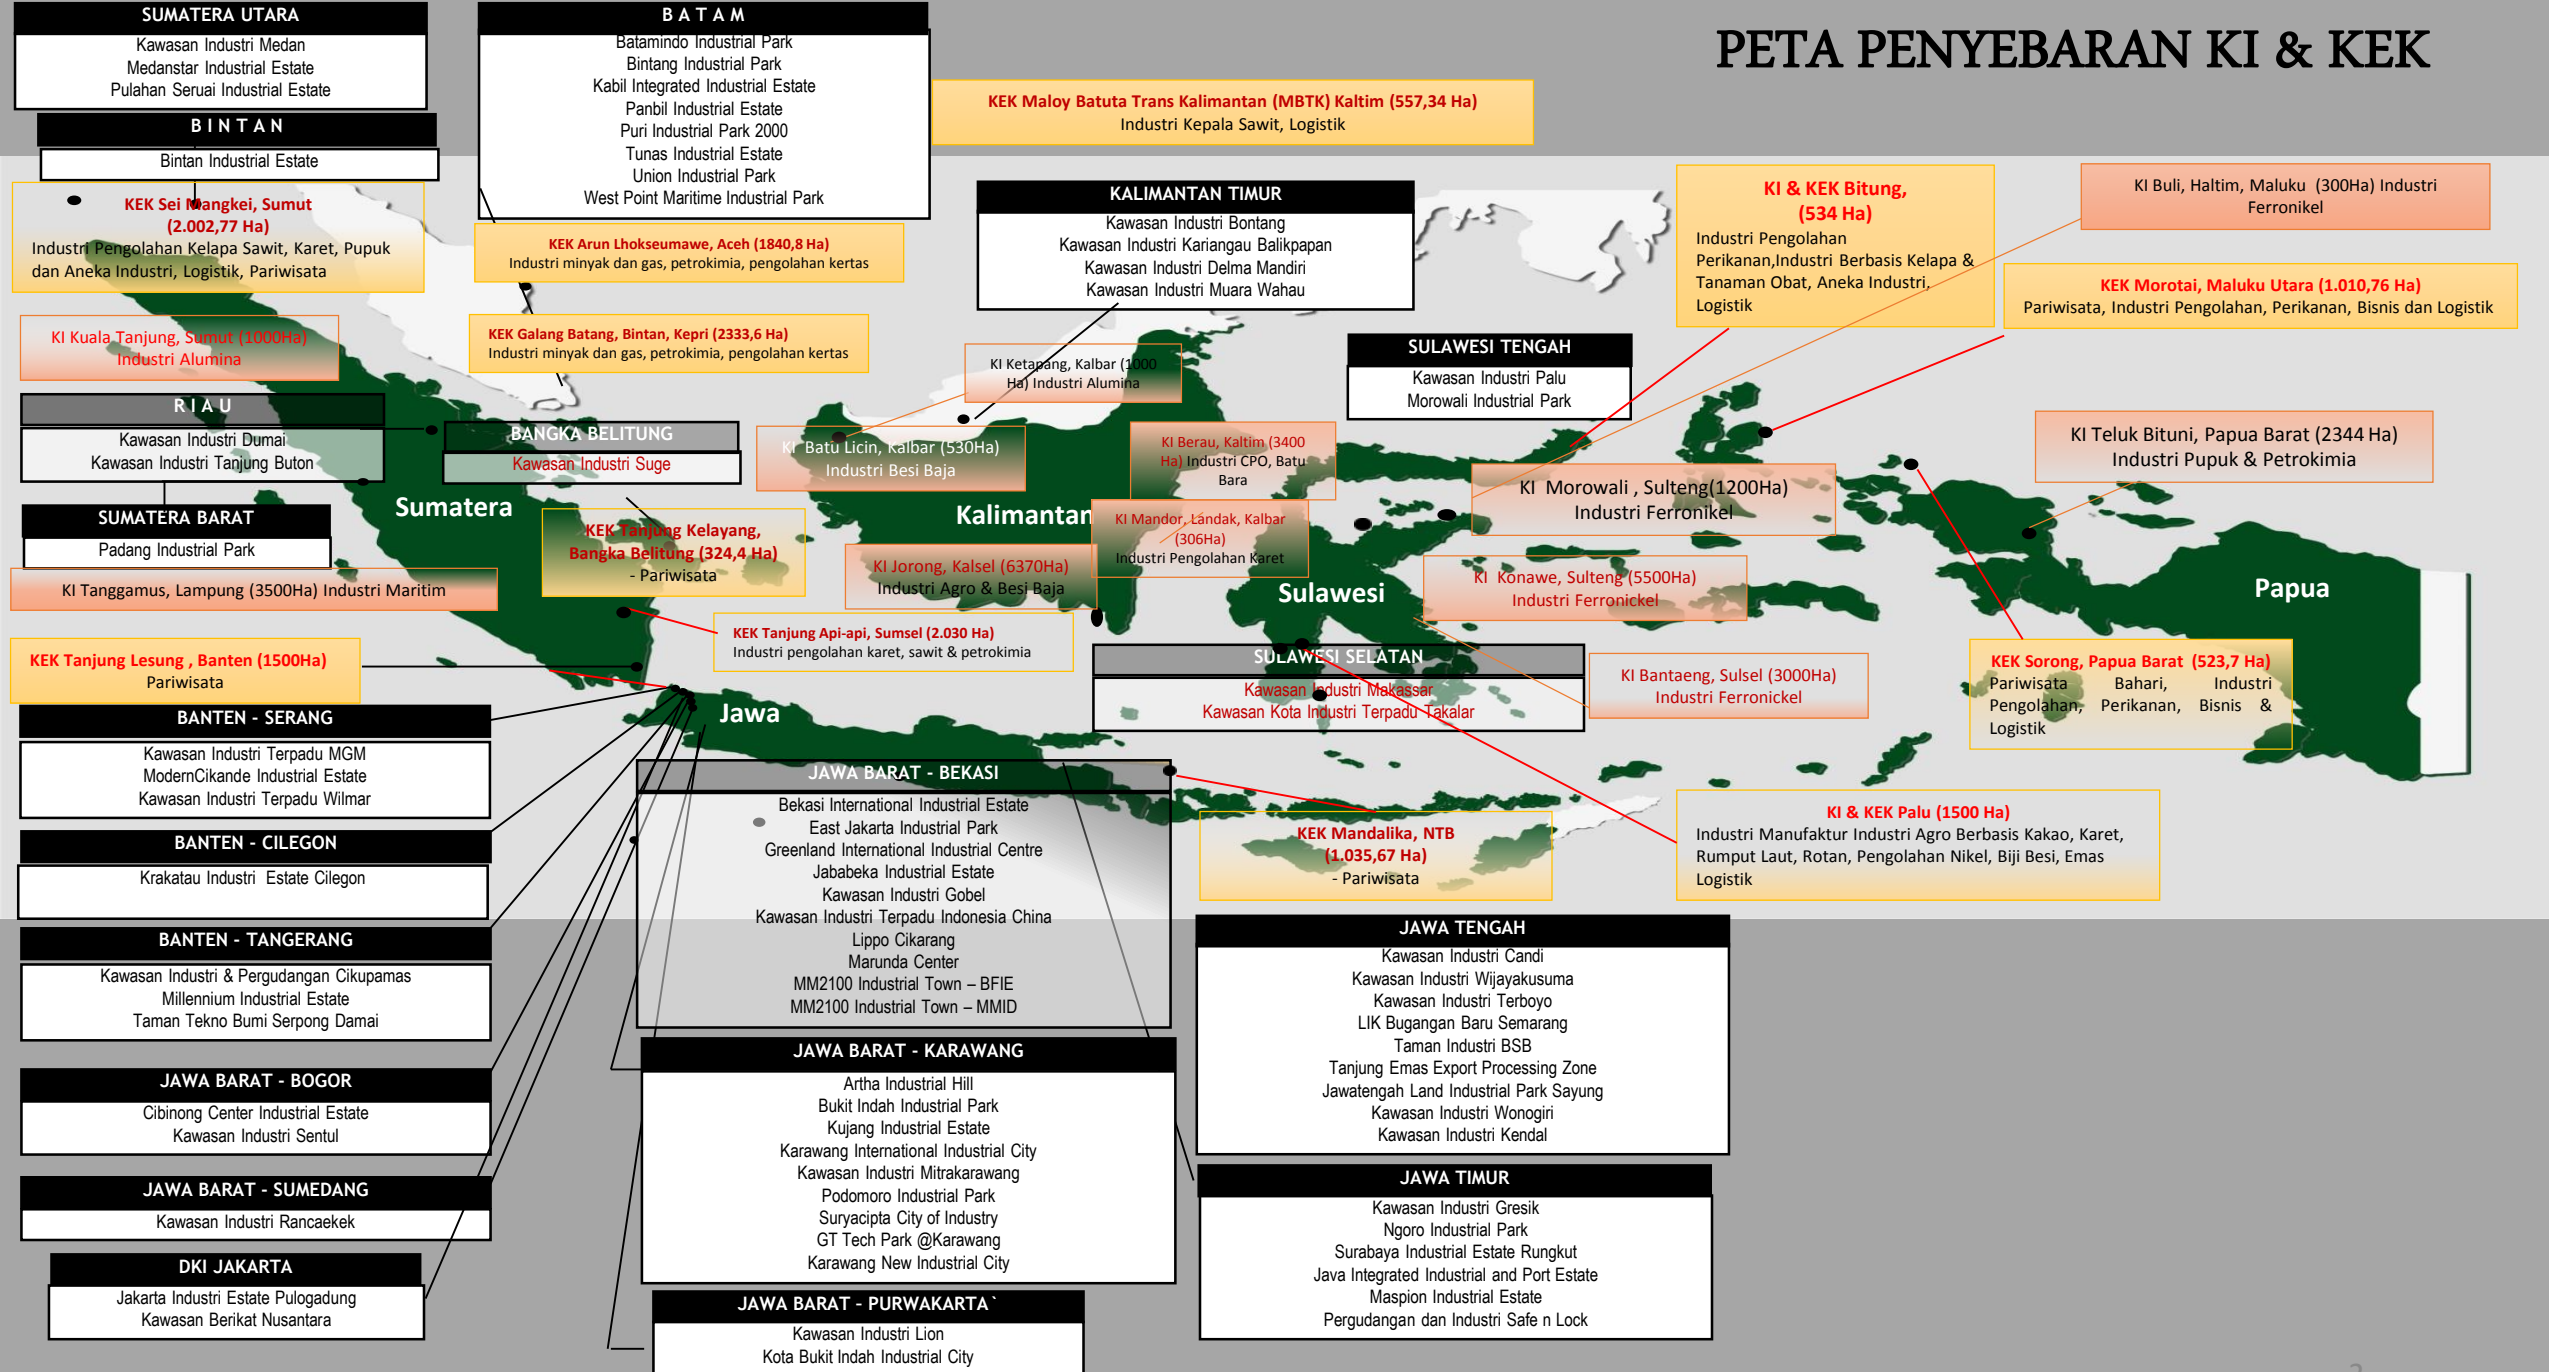 PETA PENYEBARAN KI & KEK
SUMATERA UTARA
Kawasan Industri Medan
Medanstar Industrial Estate
Pulahan Seruai Industrial Estate
B I N T A N
Bintan Industrial Estate
KEK Sei Mangkei, Sumut
(2.002,77 Ha)
Industri Pengolahan Kelapa Sawit, Karet, Pupuk
dan Aneka Industri, Logistik, Pariwisata
KI Kuala Tanjung, Sumut (1000Ha)
Industri Alumina
R I A U
Kawasan Industri Dumai
Kawasan Industri Tanjung Buton
SUMATERA BARAT
Padang Industrial Park
KI Tanggamus, Lampung (3500Ha) Industri Maritim
KEK Tanjung Lesung , Banten (1500Ha)
Pariwisata
BANTEN - SERANG
Kawasan Industri Terpadu MGM
ModernCikande Industrial Estate
Kawasan Industri Terpadu Wilmar
BANTEN - CILEGON
Krakatau Industri Estate Cilegon
BANTEN - TANGERANG
Kawasan Industri & Pergudangan Cikupamas
Millennium Industrial Estate
Taman Tekno Bumi Serpong Damai
JAWA BARAT - BOGOR
Cibinong Center Industrial Estate
Kawasan Industri Sentul
JAWA BARAT - SUMEDANG
Kawasan Industri Rancaekek
DKI JAKARTA
Jakarta Industri Estate Pulogadung
Kawasan Berikat Nusantara
B A T A M
Batamindo Industrial Park
Bintang Industrial Park
Kabil Integrated Industrial Estate
Panbil Industrial Estate
Puri Industrial Park 2000
Tunas Industrial Estate
Union Industrial Park
West Point Maritime Industrial Park
KEK Arun Lhokseumawe, Aceh (1840,8 Ha)
Industri minyak dan gas, petrokimia, pengolahan kertas
KEK Galang Batang, Bintan, Kepri (2333,6 Ha)
Industri minyak dan gas, petrokimia, pengolahan kertas
BANGKA BELITUNG
Kawasan Industri Suge
Sumatera
KEK Tanjung Kelayang,
Bangka Belitung (324,4 Ha)
- Pariwisata
KEK Tanjung Api-api, Sumsel (2.030 Ha)
Industri pengolahan karet, sawit & petrokimia
Jawa
JAWA BARAT - BEKASI
Bekasi International Industrial Estate
East Jakarta Industrial Park
Greenland International Industrial Centre
Jababeka Industrial Estate
Kawasan Industri Gobel
Kawasan Industri Terpadu Indonesia China
Lippo Cikarang
Marunda Center
MM2100 Industrial Town – BFIE
MM2100 Industrial Town – MMID
JAWA BARAT - KARAWANG
Artha Industrial Hill
Bukit Indah Industrial Park
Kujang Industrial Estate
Karawang International Industrial City
Kawasan Industri Mitrakarawang
Podomoro Industrial Park
Suryacipta City of Industry
GT Tech Park @Karawang
Karawang New Industrial City
JAWA BARAT - PURWAKARTA`
Kawasan Industri Lion
Kota Bukit Indah Industrial City
KEK Maloy Batuta Trans Kalimantan (MBTK) Kaltim (557,34 Ha)
Industri Kepala Sawit, Logistik
KALIMANTAN TIMUR
Kawasan Industri Bontang
Kawasan Industri Kariangau Balikpapan
Kawasan Industri Delma Mandiri
Kawasan Industri Muara Wahau
KI Ketapang, Kalbar (1000
Ha) Industri Alumina
KI Batu Licin, Kalbar (530Ha)
Industri Besi Baja
KI Berau, Kaltim (3400
Ha) Industri CPO, Batu
Bara
Kalimantan
KI Mandor, Landak, Kalbar
(306Ha)
Industri Pengolahan Karet
KI Jorong, Kalsel (6370Ha)
Industri Agro & Besi Baja
SULAWESI TENGAH
Kawasan Industri Palu
Morowali Industrial Park
KI & KEK Bitung,
(534 Ha)
Industri Pengolahan
Perikanan,Industri Berbasis Kelapa &
Tanaman Obat, Aneka Industri,
Logistik
KI Buli, Haltim, Maluku (300Ha) Industri
Ferronikel
KEK Morotai, Maluku Utara (1.010,76 Ha)
Pariwisata, Industri Pengolahan, Perikanan, Bisnis dan Logistik
KI Teluk Bituni, Papua Barat (2344 Ha)
Industri Pupuk & Petrokimia
KI Morowali , Sulteng(1200Ha)
Industri Ferronikel
KI Konawe, Sulteng (5500Ha)
Industri Ferronickel
Sulawesi
Papua
SULAWESI SELATAN
Kawasan Industri Makassar
Kawasan Kota Industri Terpadu Takalar
KI Bantaeng, Sulsel (3000Ha)
Industri Ferronickel
KEK Sorong, Papua Barat (523,7 Ha)
Pariwisata Bahari, Industri
Pengolahan, Perikanan, Bisnis &
Logistik
KEK Mandalika, NTB
(1.035,67 Ha)
- Pariwisata
KI & KEK Palu (1500 Ha)
Industri Manufaktur Industri Agro Berbasis Kakao, Karet,
Rumput Laut, Rotan, Pengolahan Nikel, Biji Besi, Emas
Logistik
JAWA TENGAH
Kawasan Industri Candi
Kawasan Industri Wijayakusuma
Kawasan Industri Terboyo
LIK Bugangan Baru Semarang
Taman Industri BSB
Tanjung Emas Export Processing Zone
Jawatengah Land Industrial Park Sayung
Kawasan Industri Wonogiri
Kawasan Industri Kendal
JAWA TIMUR
Kawasan Industri Gresik
Ngoro Industrial Park
Surabaya Industrial Estate Rungkut
Java Integrated Industrial and Port Estate
Maspion Industrial Estate
Pergudangan dan Industri Safe n Lock